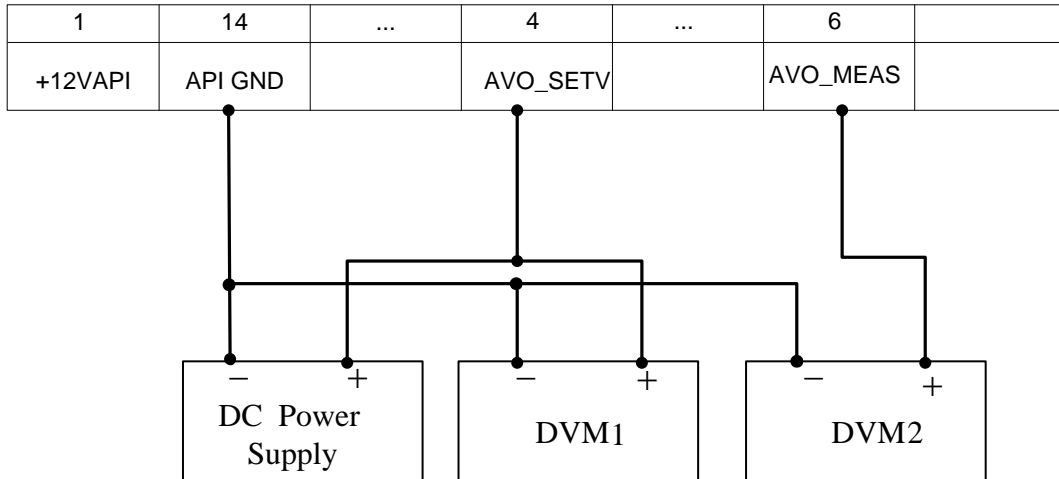 1 14 ... 4 ... 6
+12VAPI API GND AVO_SETV AVO_MEAS
− + − + − +
DC Power DVM1 DVM2
Supply